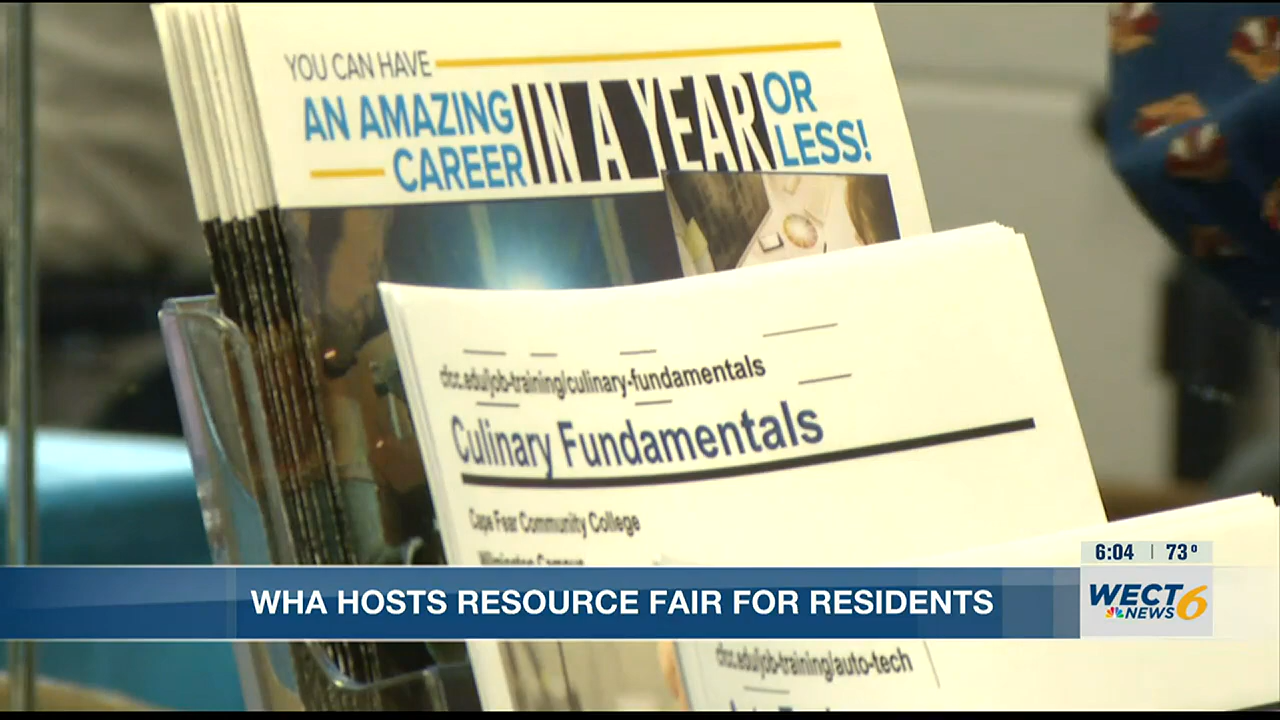 YOU CAN HAVE
AN AMAZING
CAREER
IN A YEAR
OR
LESS!
cfcc.edu/job-training/culinary-fundamentals
Culinary Fundamentals
Cape Fear Community College
Wilmington Campus
6:04 | 73°
WHA HOSTS RESOURCE FAIR FOR RESIDENTS
WECT 6
NEWS
cfcc.edu/job-training/auto-tech